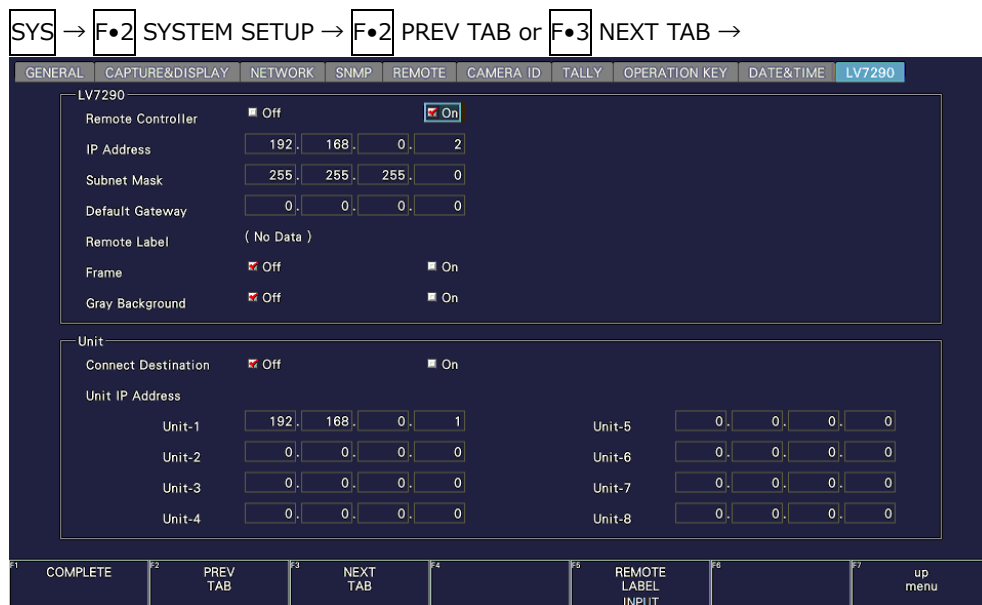 SYS → F•2 SYSTEM SETUP → F•2 PREV TAB or F•3 NEXT TAB →
GENERAL CAPTURE&DISPLAY NETWORK SNMP REMOTE CAMERA ID TALLY OPERATION KEY DATE&TIME LV7290
LV7290
Remote Controller Off On
IP Address 192. 168. 0. 2
Subnet Mask 255. 255. 255. 0
Default Gateway 0. 0. 0. 0
Remote Label ( No Data )
Frame Off On
Gray Background Off On
Unit
Connect Destination Off On
Unit IP Address
Unit-1 192. 168. 0. 1 Unit-5 0. 0. 0. 0
Unit-2 0. 0. 0. 0 Unit-6 0. 0. 0. 0
Unit-3 0. 0. 0. 0 Unit-7 0. 0. 0. 0
Unit-4 0. 0. 0. 0 Unit-8 0. 0. 0. 0
F1 COMPLETE F2 PREV F3 NEXT F4 F5 REMOTE F6 F7 up
TAB TAB LABEL menu
INPUT